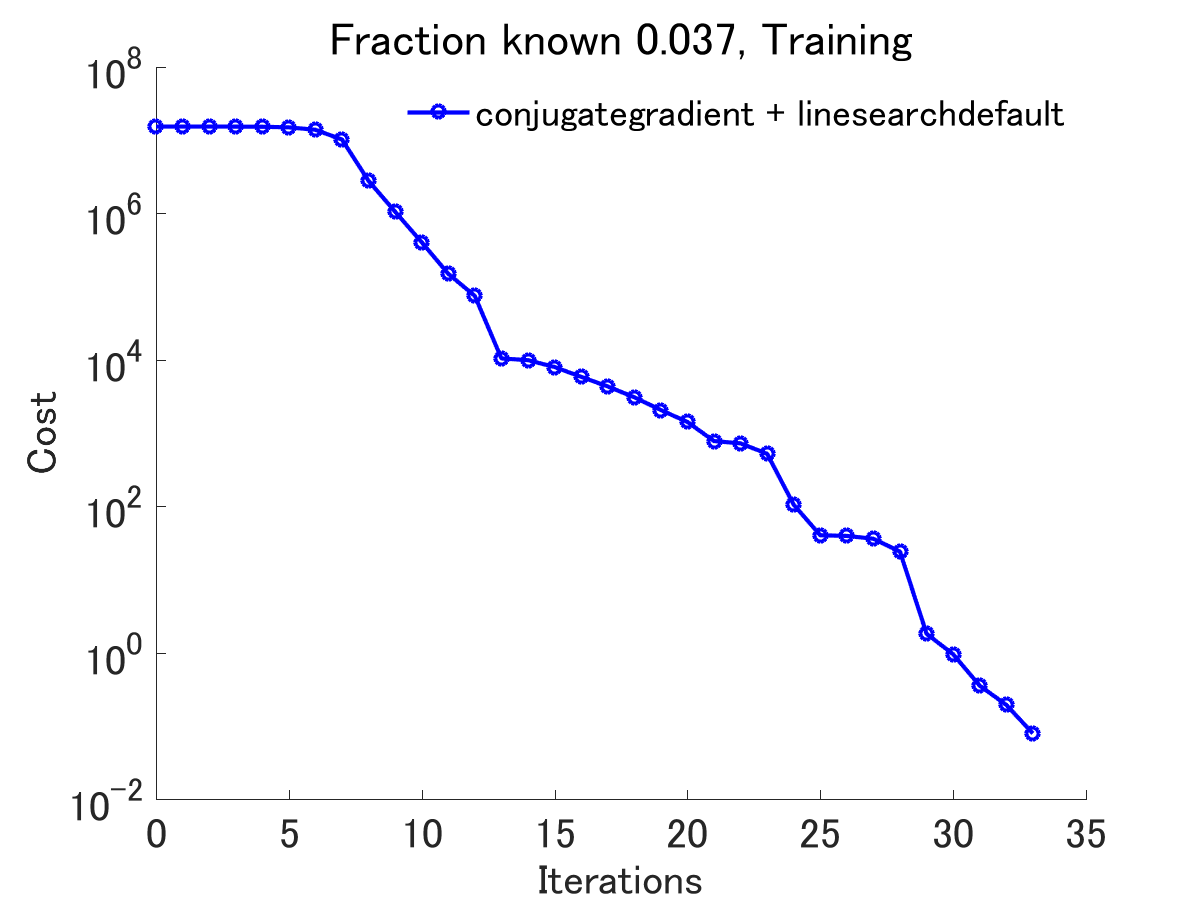 Fraction known 0.037, Training
conjugategradient + linesearchdefault
10^8
10^6
10^4
10^2
10^0
10^-2
Cost
0 5 10 15 20 25 30 35
Iterations